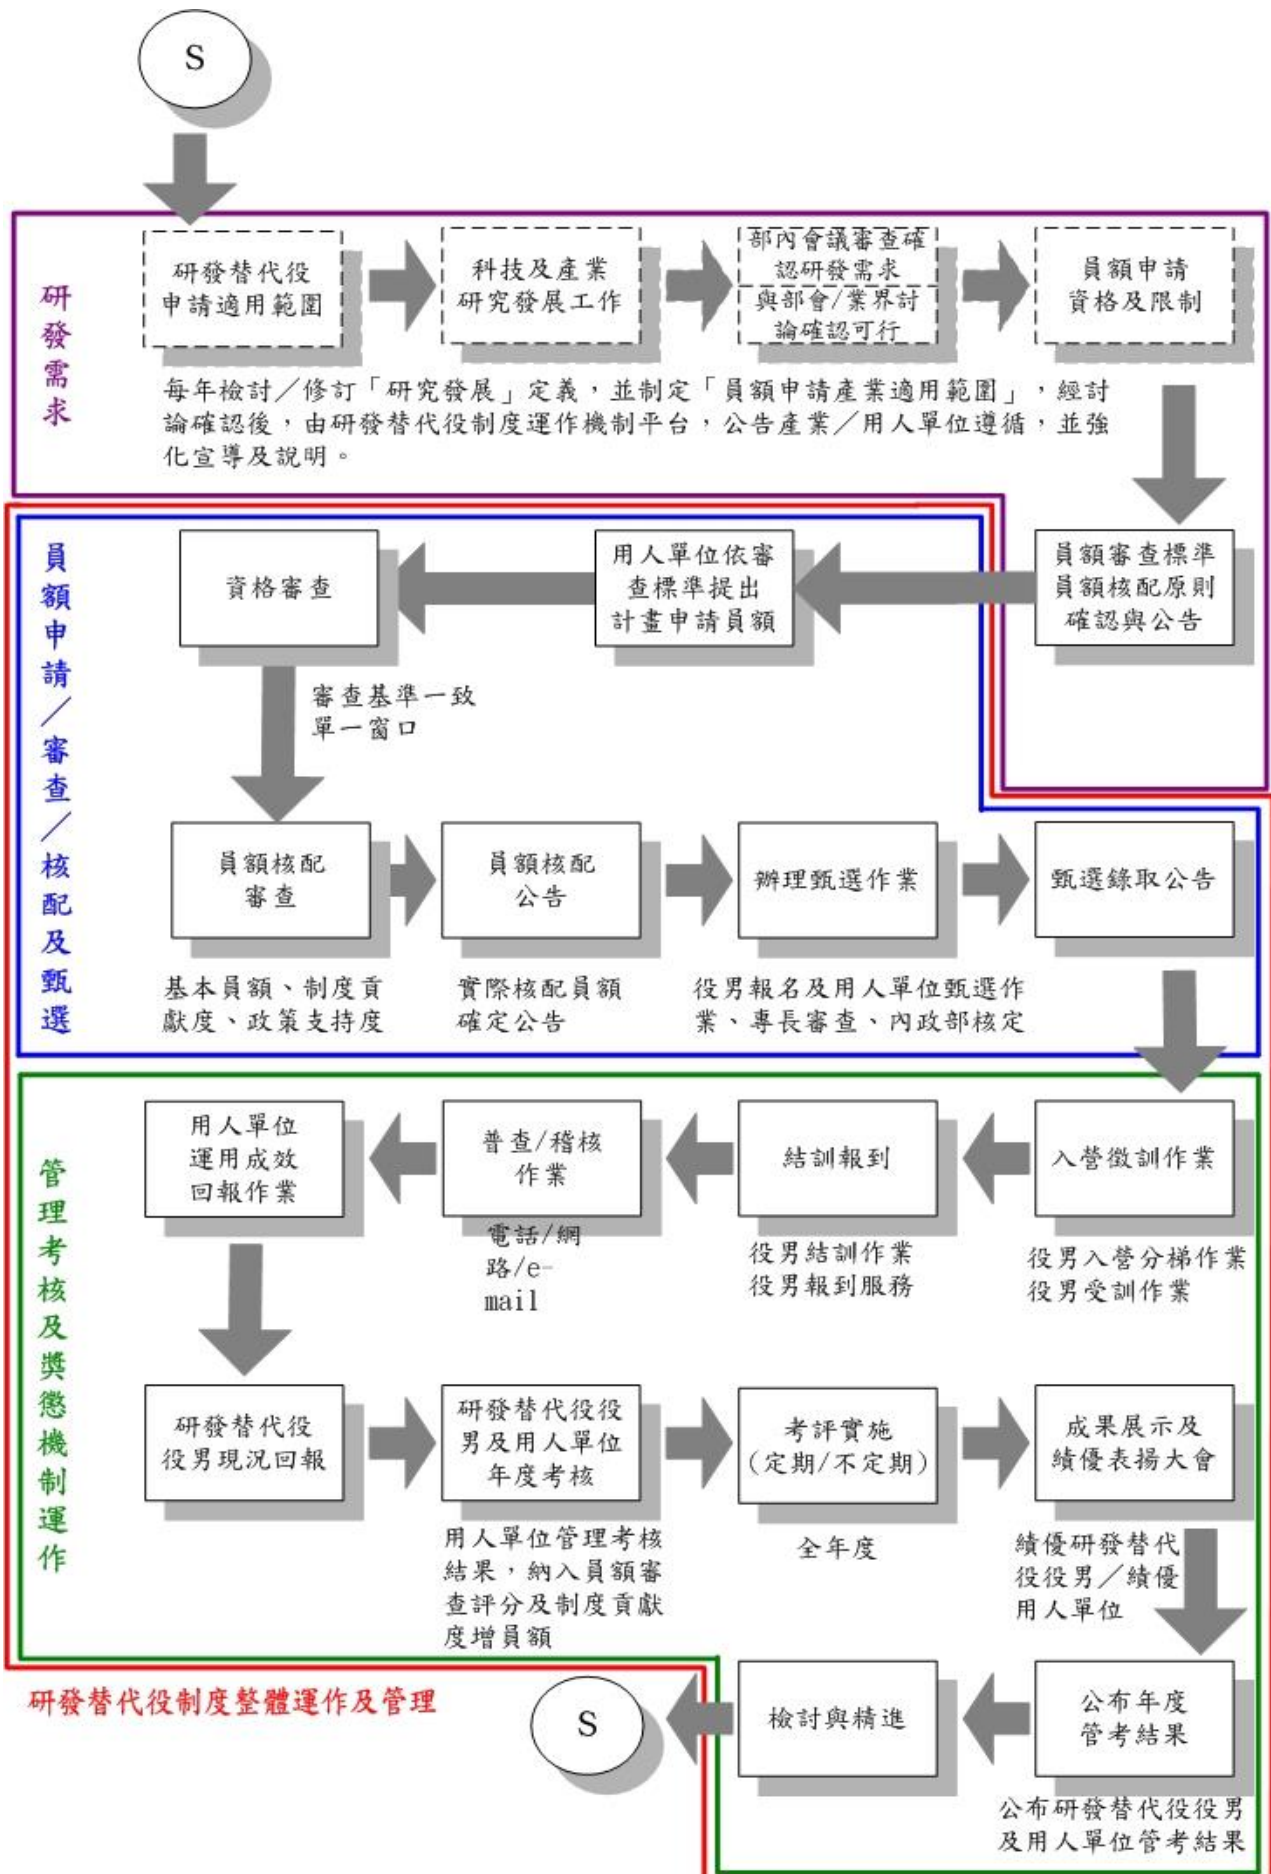 S
研發需求
研發替代役
申請適用範圍
科技及產業
研究發展工作
部內會議審查確
認研發需求
與部會/業界討
論確認可行
員額申請
資格及限制
每年檢討／修訂「研究發展」定義，並制定「員額申請產業適用範圍」，經討
論確認後，由研發替代役制度運作機制平台，公告產業／用人單位遵循，並強
化宣導及說明。
員額審查標準
員額核配原則
確認與公告
員額申請／審查／核配及甄選
用人單位依審
查標準提出
計畫申請員額
資格審查
審查基準一致
單一窗口
員額核配
審查
員額核配
公告
辦理甄選作業
甄選錄取公告
基本員額、制度貢
獻度、政策支持度
實際核配員額
確定公告
役男報名及用人單位甄選作
業、專長審查、內政部核定
管理考核及獎懲機制運作
入營徵訓作業
役男入營分梯作業
役男受訓作業
結訓報到
役男結訓作業
役男報到服務
普查/稽核
作業
電話/網
路/e-
mail
用人單位
運用成效
回報作業
研發替代役
役男現況回報
研發替代役役
男及用人單位
年度考核
用人單位管理考核
結果，納入員額審
查評分及制度貢獻
度增員額
考評實施
(定期/不定期)
全年度
成果展示及
績優表揚大會
績優研發替代
役役男／績優
用人單位
公布年度
管考結果
公布研發替代役役男
及用人單位管考結果
檢討與精進
S
研發替代役制度整體運作及管理